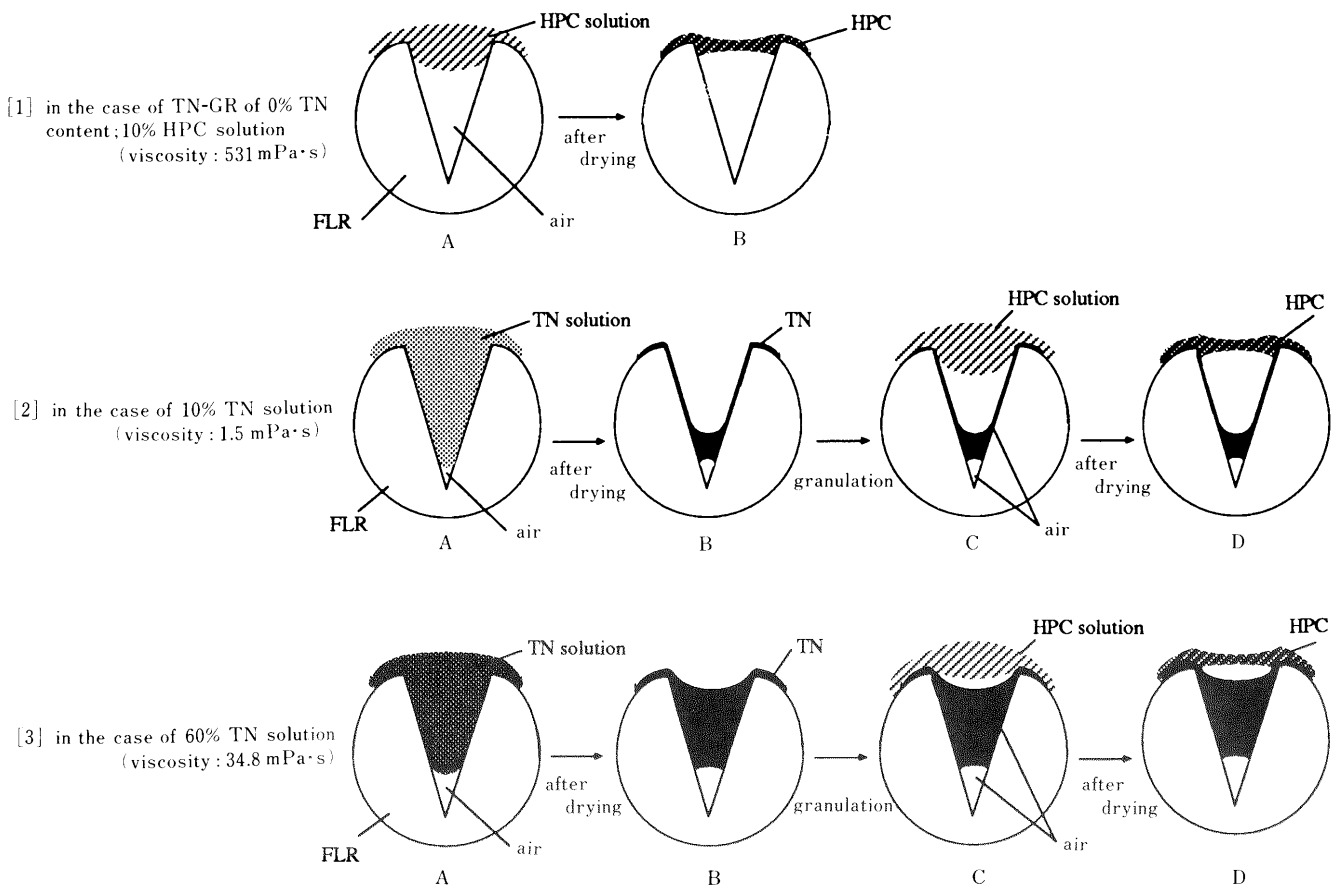 HPC solution
HPC
[1] in the case of TN-GR of 0% TN
content; 10% HPC solution
(viscosity : 531 mPa·s)
after
drying
FLR
air
A
B
TN solution
TN
HPC solution
HPC
[2] in the case of 10% TN solution
(viscosity : 1.5 mPa·s)
after
drying
granulation
after
drying
FLR
air
air
A
B
C
D
TN solution
TN
HPC solution
HPC
[3] in the case of 60% TN solution
(viscosity : 34.8 mPa·s)
after
drying
granulation
after
drying
FLR
air
air
A
B
C
D